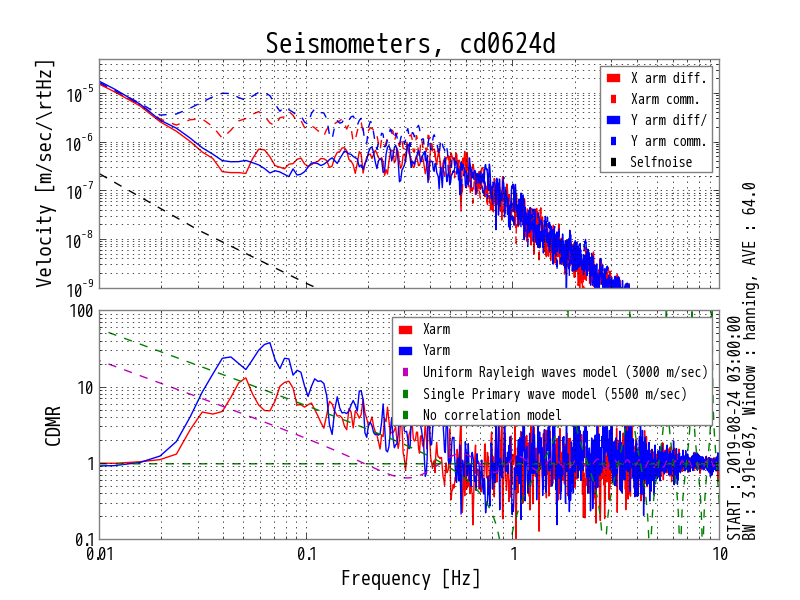 Seismometers, cd0624d
Velocity [m/sec/\rtHz]
10^-5
10^-6
10^-7
10^-8
10^-9
X arm diff.
Xarm comm.
Y arm diff/
Y arm comm.
Selfnoise
CDMR
100
10
1
0.1
Xarm
Yarm
Uniform Rayleigh waves model (3000 m/sec)
Single Primary wave model (5500 m/sec)
No correlation model
0.01
0.1
1
10
Frequency [Hz]
START : 2019-08-24 03:00:00
BW : 3.91e-03, Window : hanning, AVE : 64.0